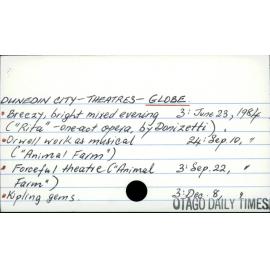 DUNEDIN CITY-THEATRES- GLOBE
• Breezy, bright mixed evening 3: June 23, 1984
("Rita" -one-act opera, by Donizetti).
• Orwell work as musical 24: Sep. 10, "
("Animal Farm")
• Forceful theatre ("Animal 3: Sep. 22, "
Farm")
• Kipling gems. 3: Dec. 8, "
OTAGO DAILY TIMES